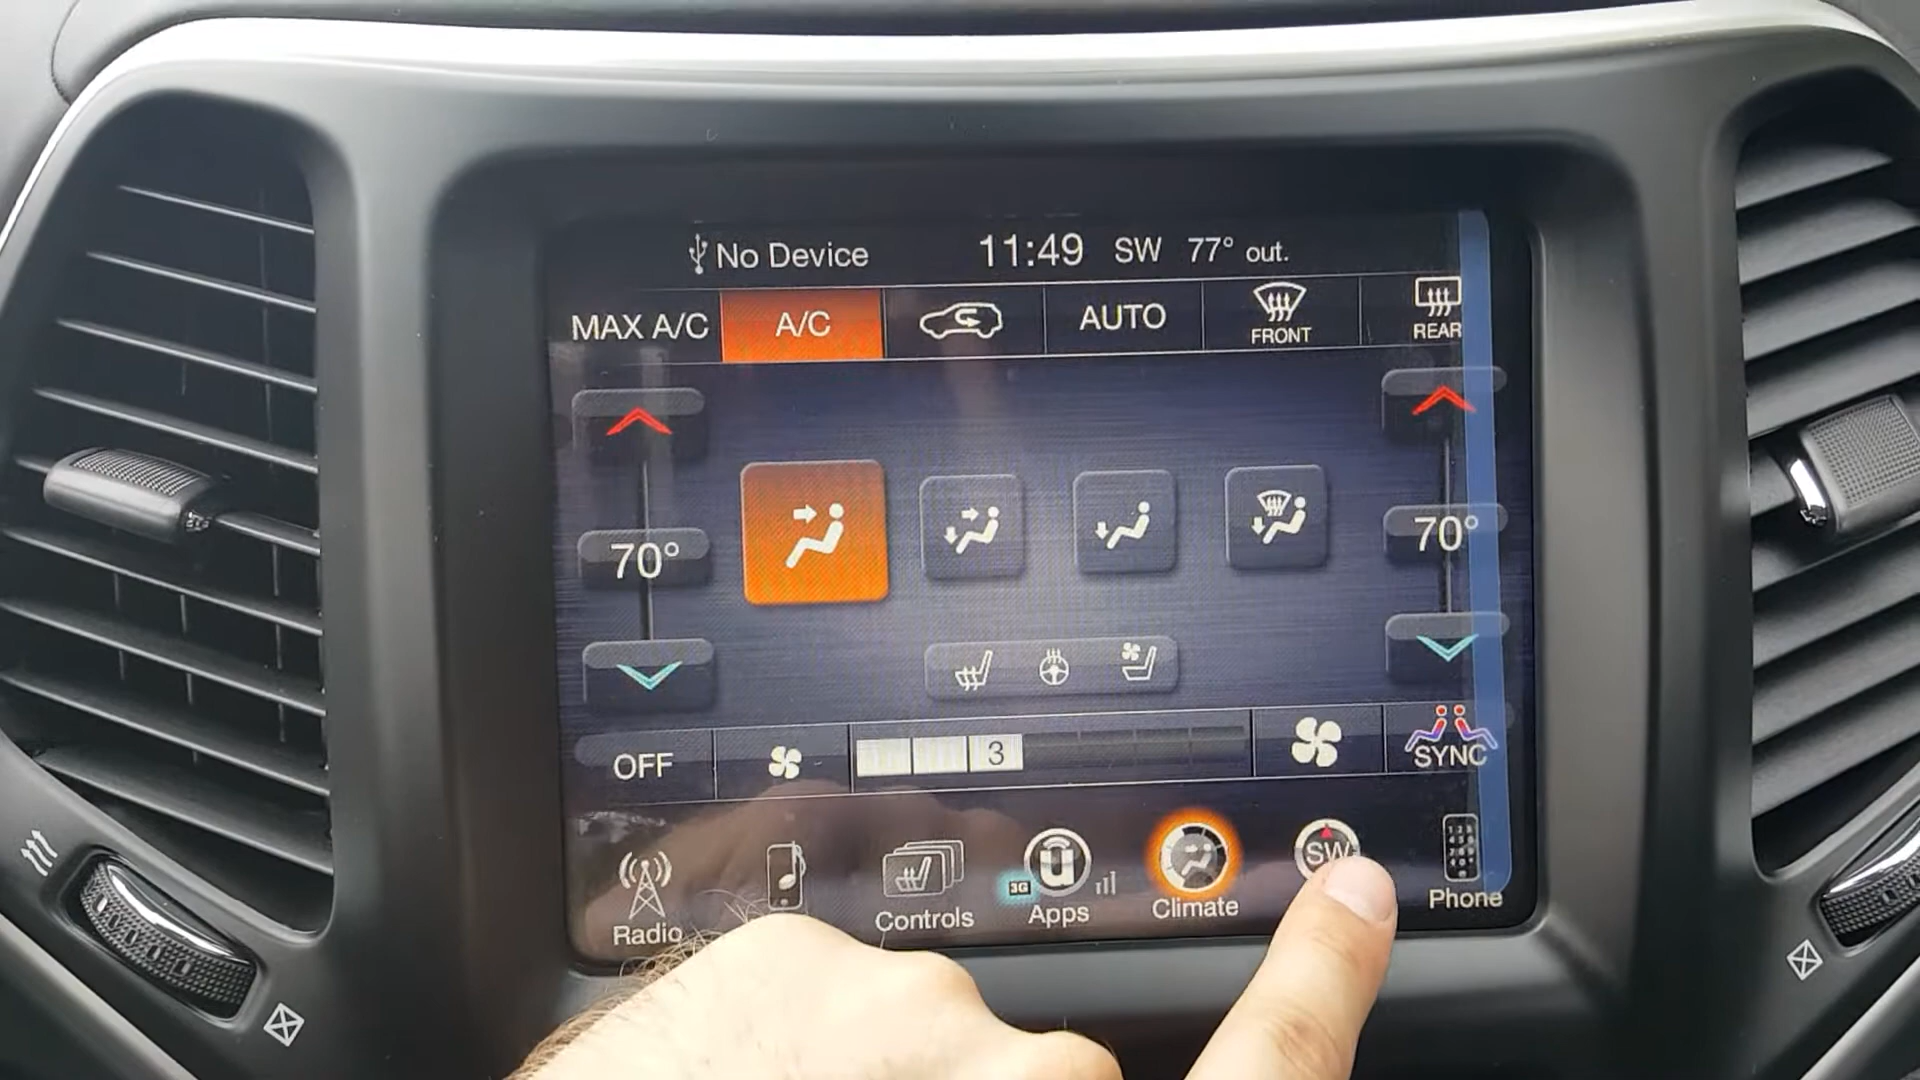 No Device 11:49 SW 77° out.
MAX A/C A/C AUTO FRONT REAR
70° 70°
OFF 3 SYNC
SW
3G
Radio Controls Apps Climate Phone